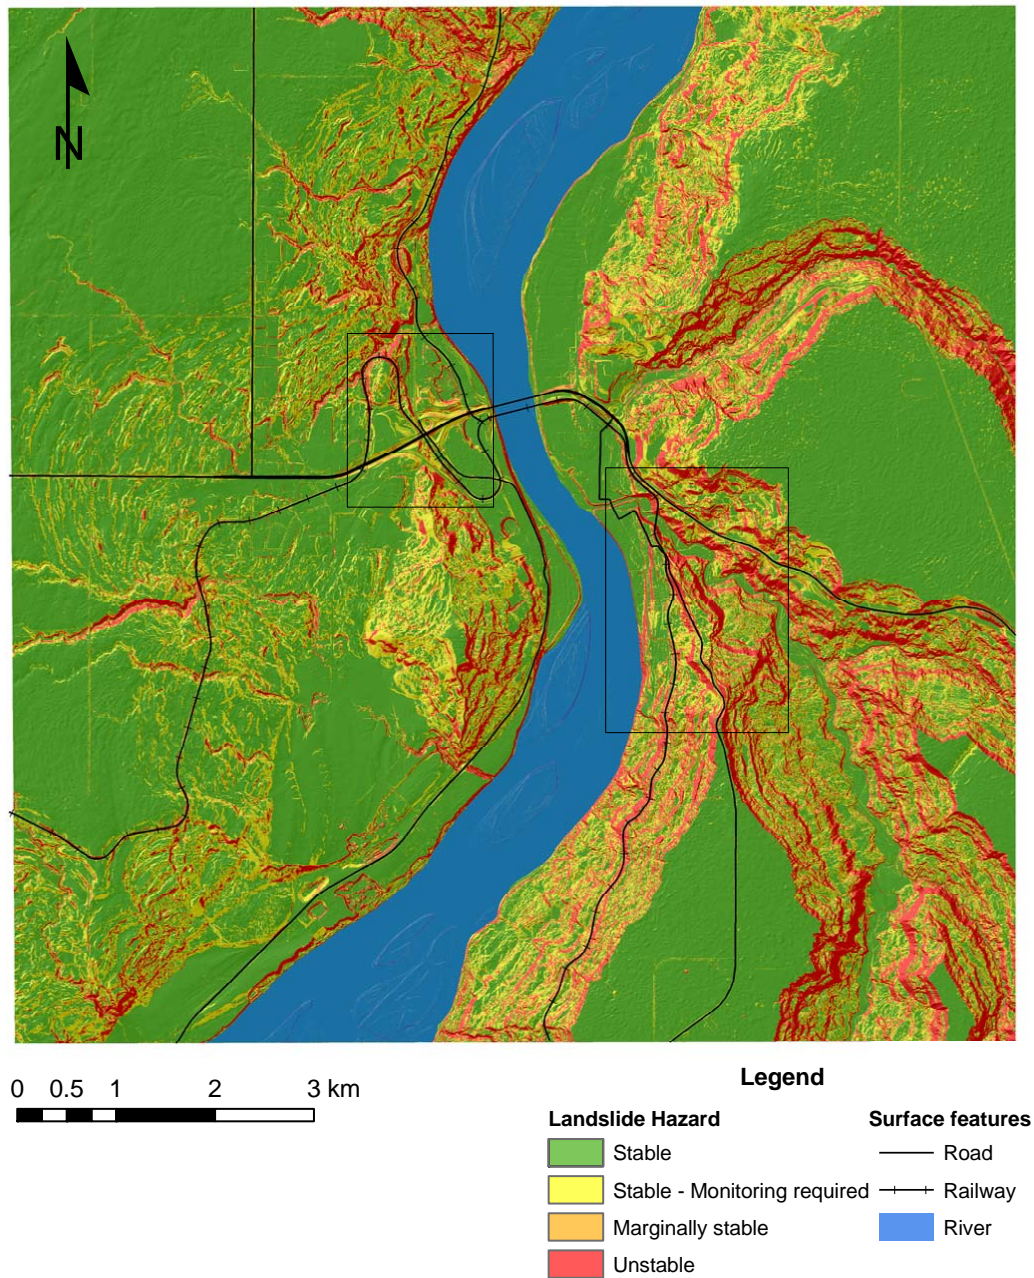 N
0 0.5 1 2 3 km
Legend
Landslide Hazard Surface features
Stable Road
Stable - Monitoring required Railway
Marginally stable River
Unstable